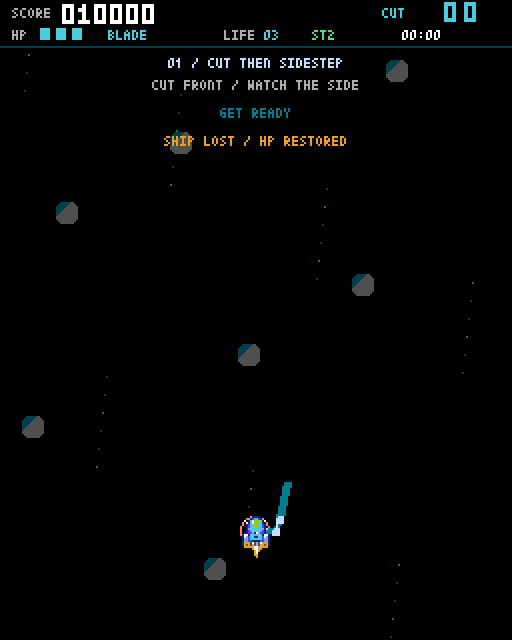 SCORE 010000 CUT 00
HP BLADE LIFE 03 ST2 00:00
01 / CUT THEN SIDESTEP
CUT FRONT / WATCH THE SIDE
GET READY
SHIP LOST / HP RESTORED